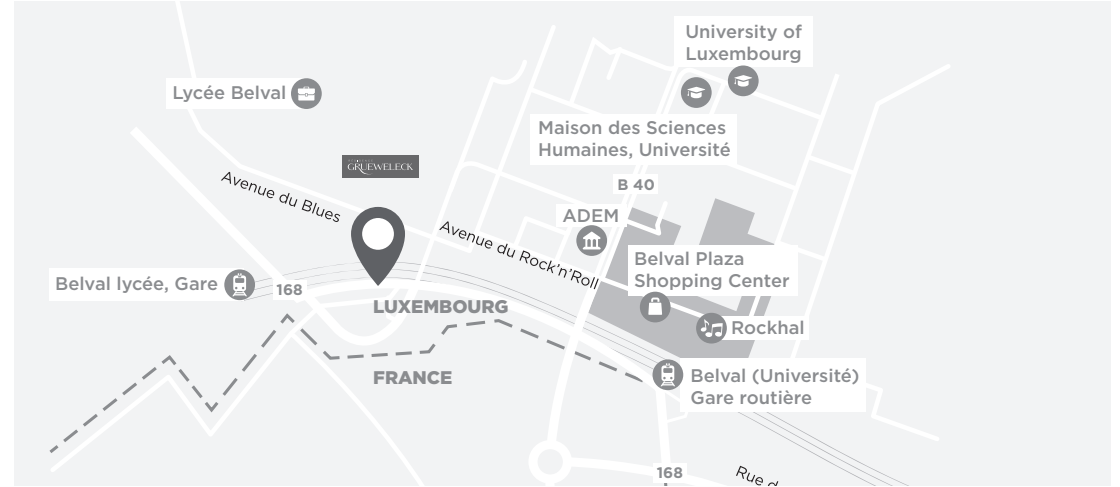 University of
Luxembourg
Lycée Belval
Maison des Sciences
Humaines, Université
GRUEWELECK
B 40
Avenue du Blues
ADEM
Avenue du Rock’n’Roll
Belval Plaza
Shopping Center
Belval lycée, Gare
168
LUXEMBOURG
Rockhal
FRANCE
Belval (Université)
Gare routière
168
Rue d